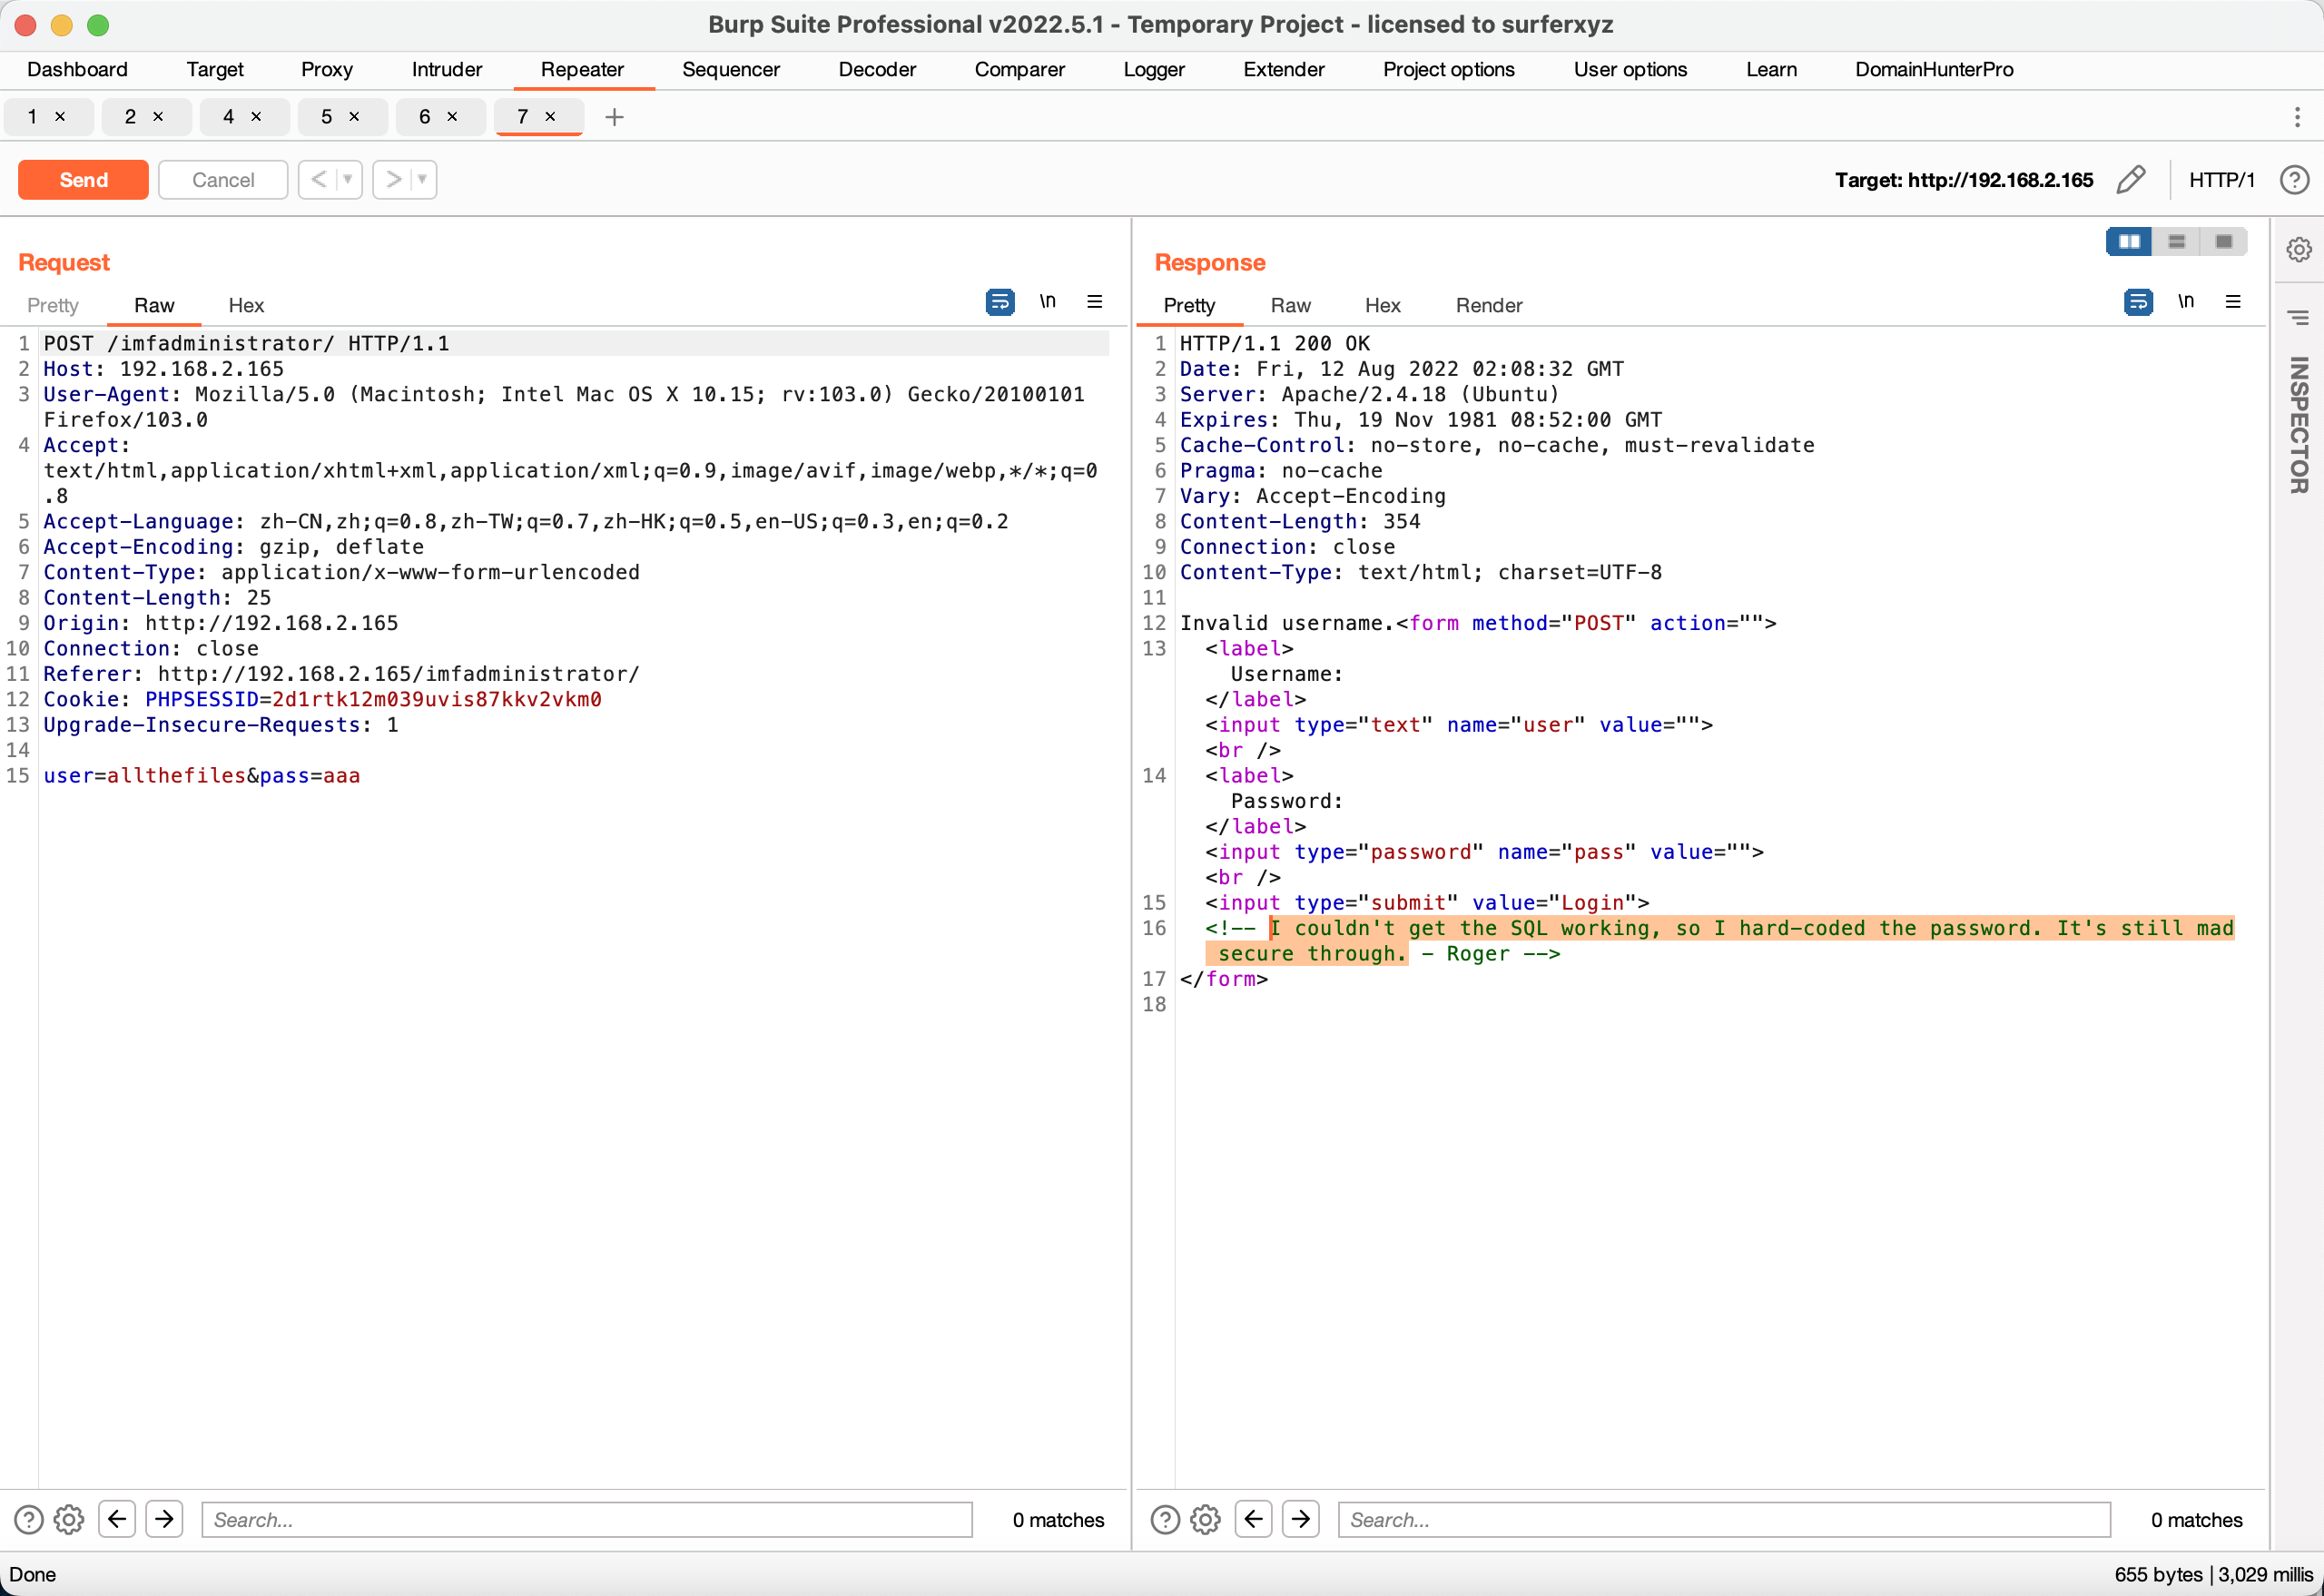 Burp Suite Professional v2022.5.1 - Temporary Project - licensed to surferxyz
Dashboard Target Proxy Intruder Repeater Sequencer Decoder Comparer Logger Extender Project options User options Learn DomainHunterPro
1 × 2 × 4 × 5 × 6 × 7 × +
Send Cancel < > Target: http://192.168.2.165 HTTP/1 ?
Request
Pretty Raw Hex \n
1 POST /imfadministrator/ HTTP/1.1
2 Host: 192.168.2.165
3 User-Agent: Mozilla/5.0 (Macintosh; Intel Mac OS X 10.15; rv:103.0) Gecko/20100101
Firefox/103.0
4 Accept:
text/html,application/xhtml+xml,application/xml;q=0.9,image/avif,image/webp,*/*;q=0
.8
5 Accept-Language: zh-CN,zh;q=0.8,zh-TW;q=0.7,zh-HK;q=0.5,en-US;q=0.3,en;q=0.2
6 Accept-Encoding: gzip, deflate
7 Content-Type: application/x-www-form-urlencoded
8 Content-Length: 25
9 Origin: http://192.168.2.165
10 Connection: close
11 Referer: http://192.168.2.165/imfadministrator/
12 Cookie: PHPSESSID=2d1rtk12m039uvis87kkv2vkm0
13 Upgrade-Insecure-Requests: 1
14
15 user=allthefiles&pass=aaa
? Search... 0 matches
Response
Pretty Raw Hex Render \n
1 HTTP/1.1 200 OK
2 Date: Fri, 12 Aug 2022 02:08:32 GMT
3 Server: Apache/2.4.18 (Ubuntu)
4 Expires: Thu, 19 Nov 1981 08:52:00 GMT
5 Cache-Control: no-store, no-cache, must-revalidate
6 Pragma: no-cache
7 Vary: Accept-Encoding
8 Content-Length: 354
9 Connection: close
10 Content-Type: text/html; charset=UTF-8
11
12 Invalid username.<form method="POST" action="">
13 <label>
Username:
</label>
<input type="text" name="user" value="">
<br />
14 <label>
Password:
</label>
<input type="password" name="pass" value="">
<br />
15 <input type="submit" value="Login">
16 <!-- I couldn't get the SQL working, so I hard-coded the password. It's still mad
secure through. - Roger -->
17 </form>
18
? Search... 0 matches
INSPECTOR
Done 655 bytes | 3,029 millis